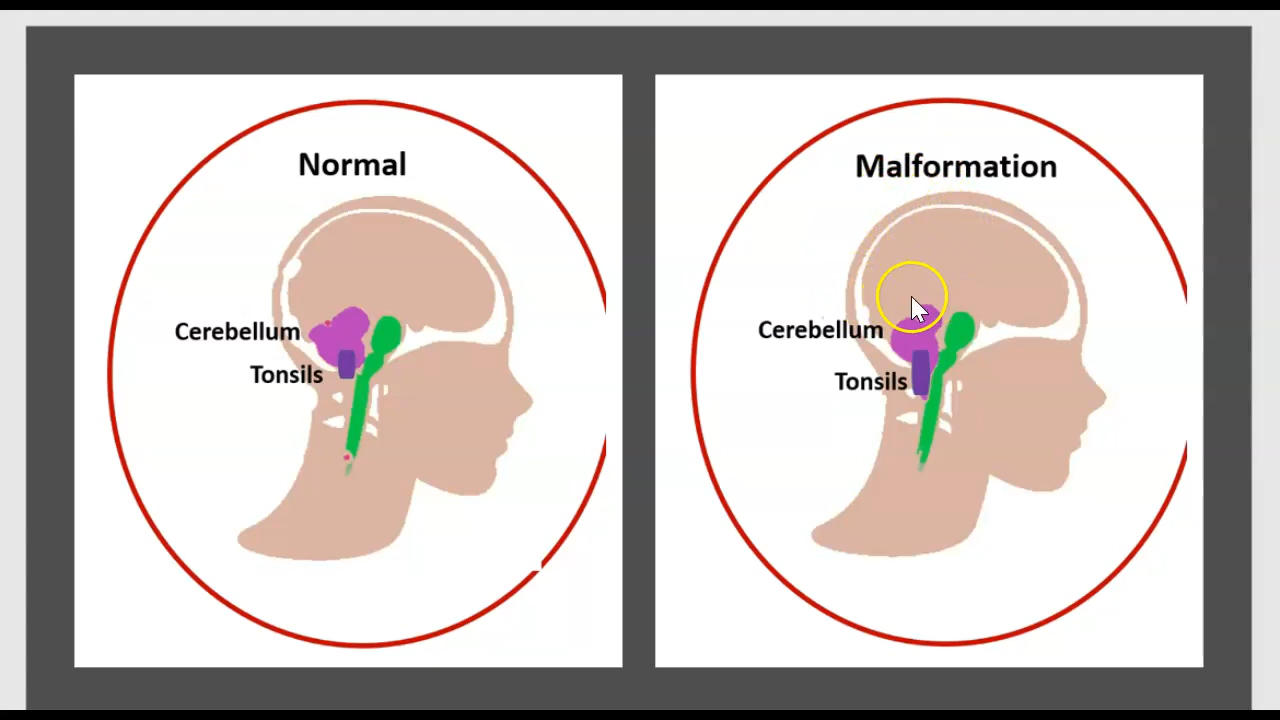 Normal
Cerebellum
Tonsils
Malformation
Cerebellum
Tonsils